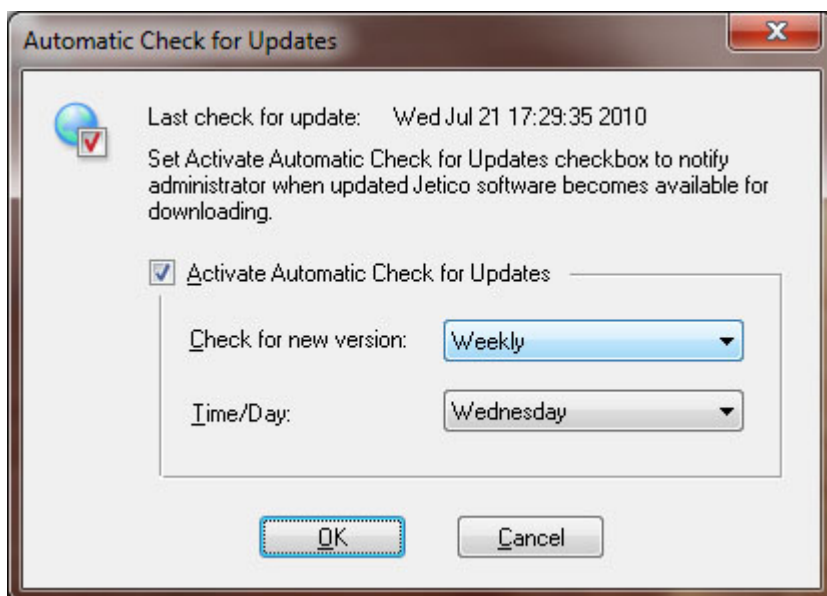 Automatic Check for Updates
Last check for update: Wed Jul 21 17:29:35 2010
Set Activate Automatic Check for Updates checkbox to notify
administrator when updated Jetico software becomes available for
downloading.
Activate Automatic Check for Updates
Check for new version: Weekly
Time/Day: Wednesday
OK Cancel